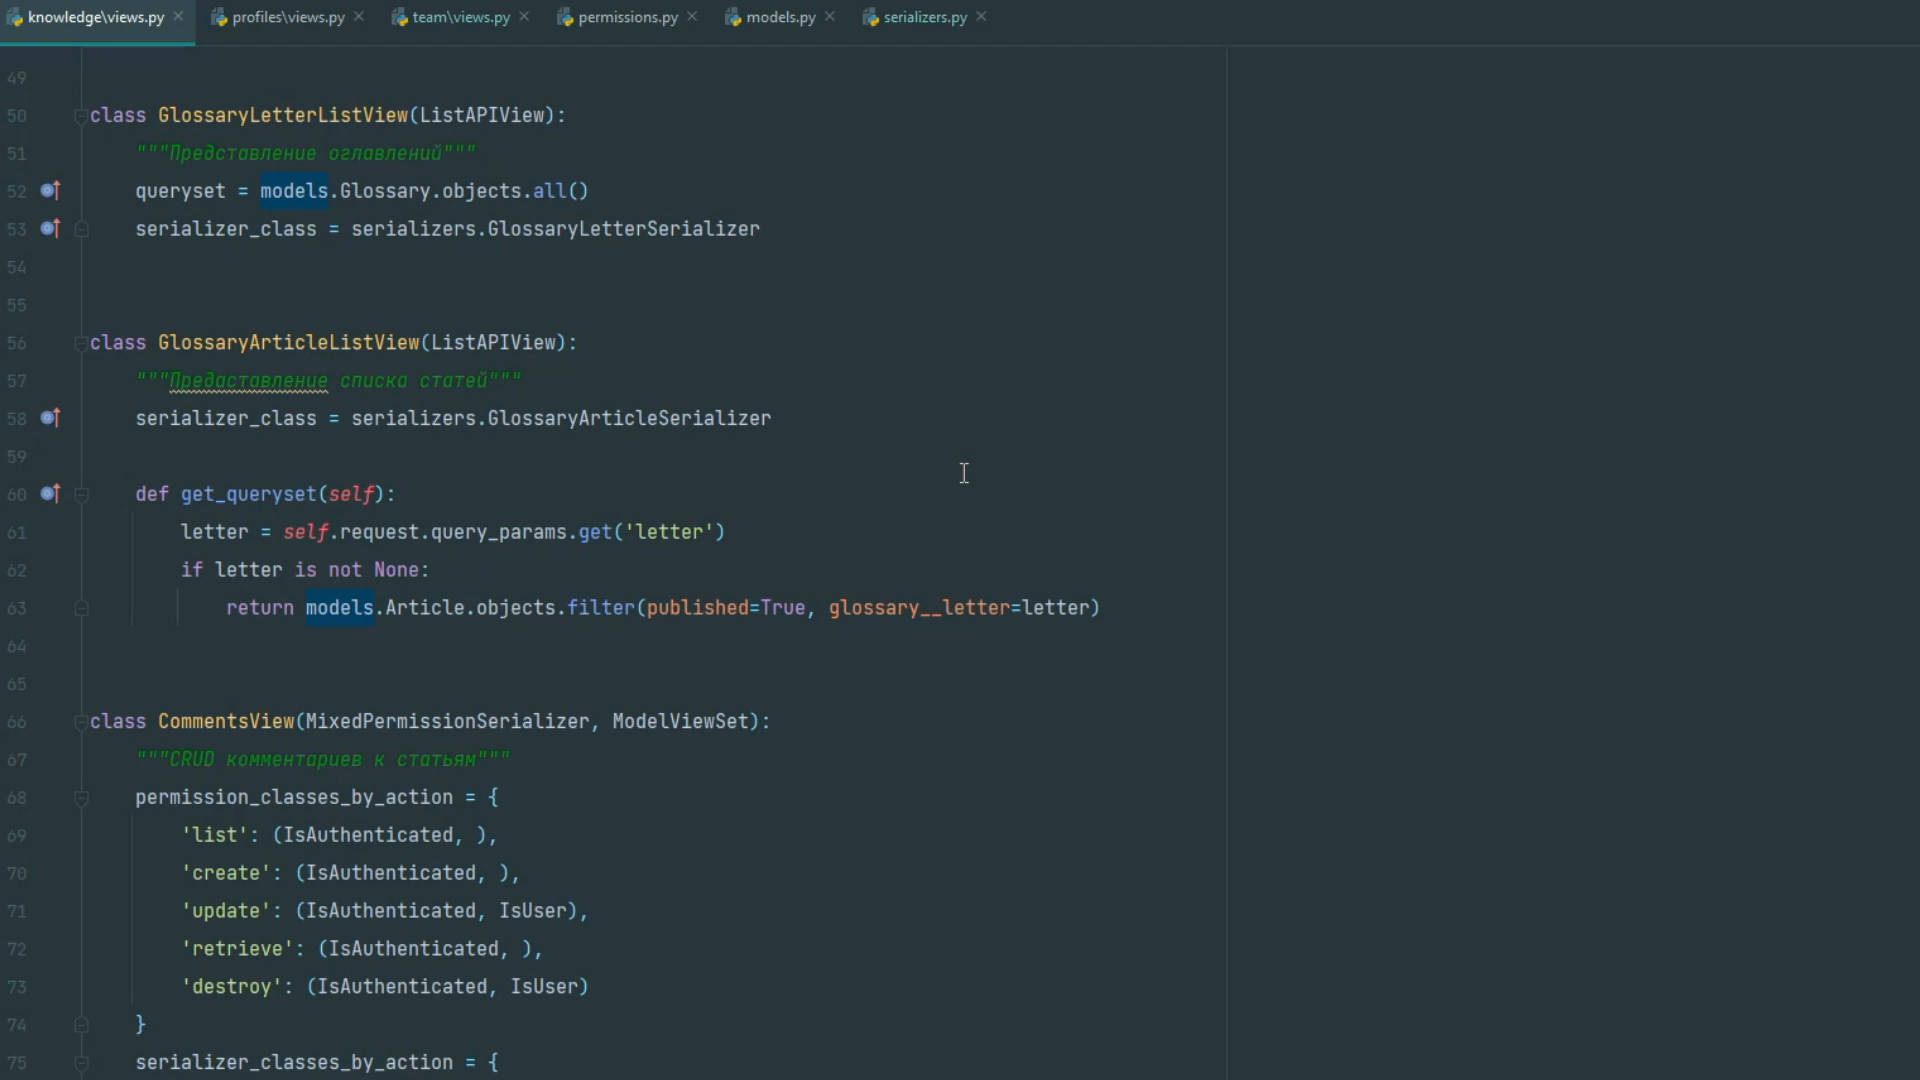 knowledge\views.py profiles\views.py team\views.py permissions.py models.py serializers.py
49
50 class GlossaryLetterListView(ListAPIView):
51 """Представление оглавлений"""
52 queryset = models.Glossary.objects.all()
53 serializer_class = serializers.GlossaryLetterSerializer
54
55
56 class GlossaryArticleListView(ListAPIView):
57 """Предаставление списка статей"""
58 serializer_class = serializers.GlossaryArticleSerializer
59
60 def get_queryset(self):
61 letter = self.request.query_params.get('letter')
62 if letter is not None:
63 return models.Article.objects.filter(published=True, glossary__letter=letter)
64
65
66 class CommentsView(MixedPermissionSerializer, ModelViewSet):
67 """CRUD комментариев к статьям"""
68 permission_classes_by_action = {
69 'list': (IsAuthenticated, ),
70 'create': (IsAuthenticated, ),
71 'update': (IsAuthenticated, IsUser),
72 'retrieve': (IsAuthenticated, ),
73 'destroy': (IsAuthenticated, IsUser)
74 }
75 serializer_classes_by_action = {